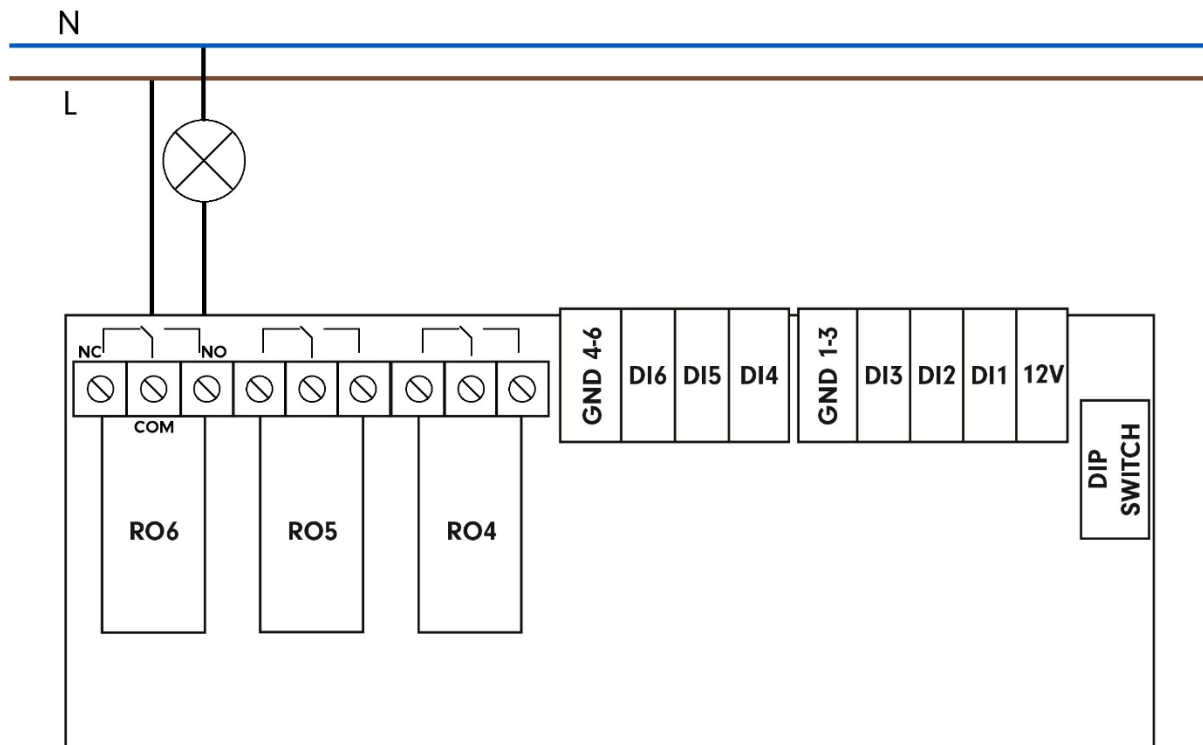 N
L
NC
NO
COM
RO6
RO5
RO4
GND 4-6
DI6
DI5
DI4
GND 1-3
DI3
DI2
DI1
12V
DIP
SWITCH